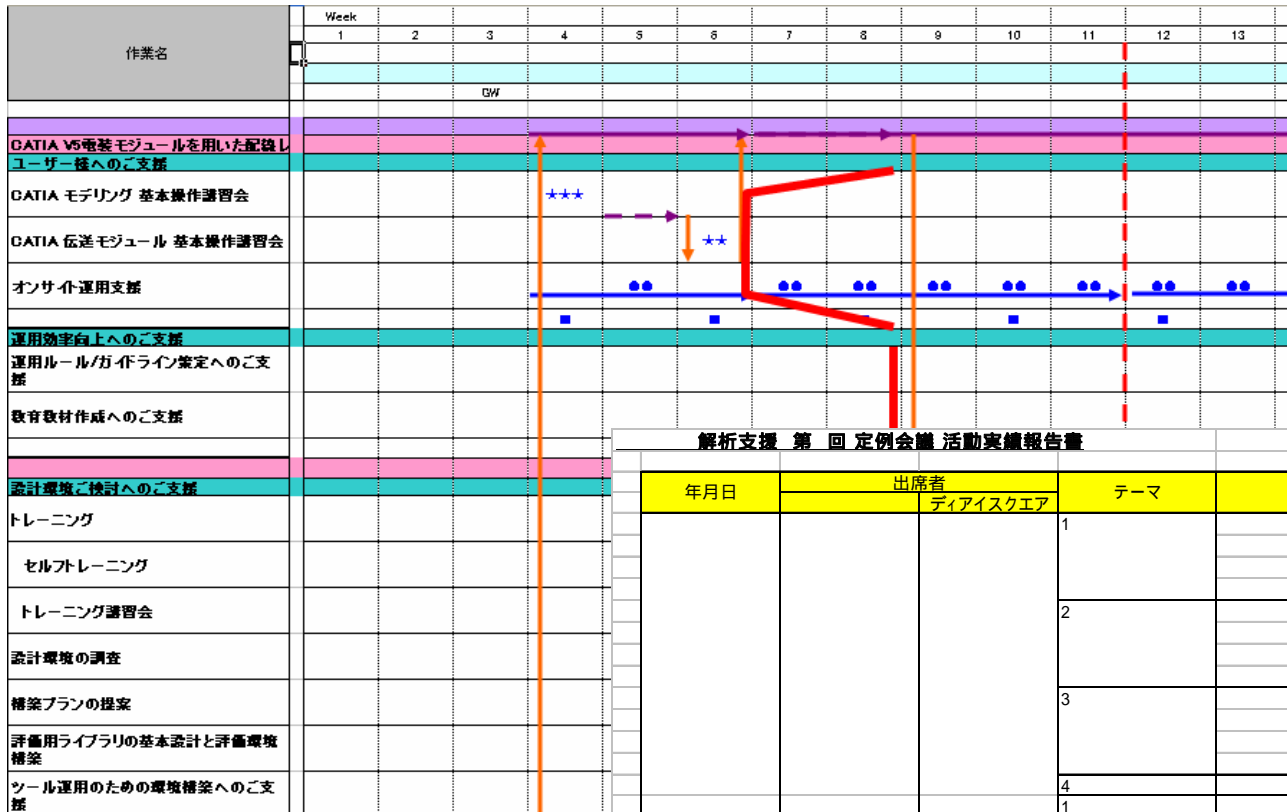 作業名
Week
1 2 3 4 5 6 7 8 9 10 11 12 13
GW
CATIA V5電装モジュールを用いた配線レ
ユーザー様へのご支援
CATIA モデリング 基本操作講習会
★★★
CATIA 伝送モジュール 基本操作講習会
★★
オンサイト運用支援
運用効率向上へのご支援
運用ルール/ガイドライン策定へのご支
援
教育教材作成へのご支援
設計環境ご検討へのご支援
トレーニング
セルフトレーニング
トレーニング講習会
設計環境の調査
構築プランの提案
評価用ライブラリの基本設計と評価環境
構築
ツール運用のための環境構築へのご支
援
解析支援 第 回 定例会議 活動実績報告書
年月日 出席者 テーマ
ディアイスクエア
1
2
3
4
1